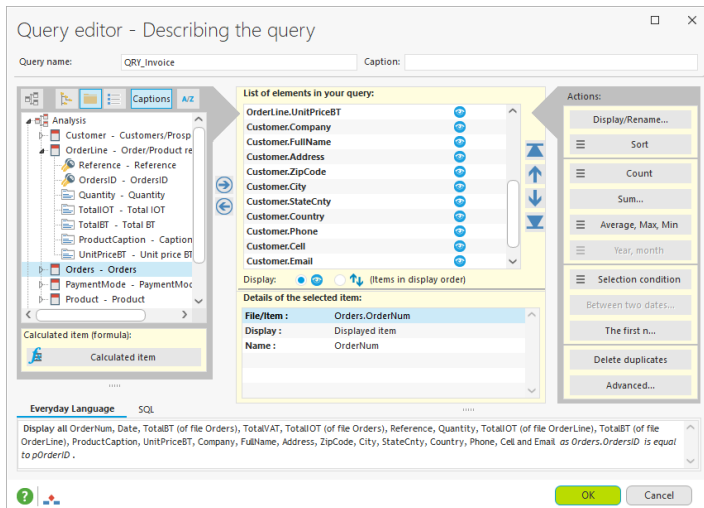 Query editor - Describing the query
Query name: QRY_Invoice Caption:
Captions A/Z
Analysis
Customer - Customers/Prosp
OrderLine - Order/Product re
Reference - Reference
OrdersID - OrdersID
Quantity - Quantity
TotalIOT - Total IOT
TotalBT - Total BT
ProductCaption - Caption
UnitPriceBT - Unit price BT
Orders - Orders
PaymentMode - PaymentMod
Product - Product
Calculated item (formula):
Calculated item
List of elements in your query:
OrderLine.UnitPriceBT
Customer.Company
Customer.FullName
Customer.Address
Customer.ZipCode
Customer.City
Customer.StateCnty
Customer.Country
Customer.Phone
Customer.Cell
Customer.Email
Display: (Items in display order)
Details of the selected item:
File/Item : Orders.OrderNum
Display : Displayed item
Name : OrderNum
Actions:
Display/Rename...
Sort
Count
Sum...
Average, Max, Min
Year, month
Selection condition
Between two dates...
The first n...
Delete duplicates
Advanced...
Everyday Language SQL
Display all OrderNum, Date, TotalBT (of file Orders), TotalVAT, TotalIOT (of file Orders), Reference, Quantity, TotalIOT (of file OrderLine), TotalBT (of file
OrderLine), ProductCaption, UnitPriceBT, Company, FullName, Address, ZipCode, City, StateCnty, Country, Phone, Cell and Email as Orders.OrdersID is equal
to pOrderID .
? OK Cancel